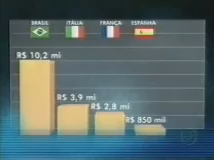 BRASIL: ITÁLIA: FRANÇA: ESPANHA:
R$ 10,2 mi
R$ 3,9 mi
R$ 2,8 mi
R$ 850 mil